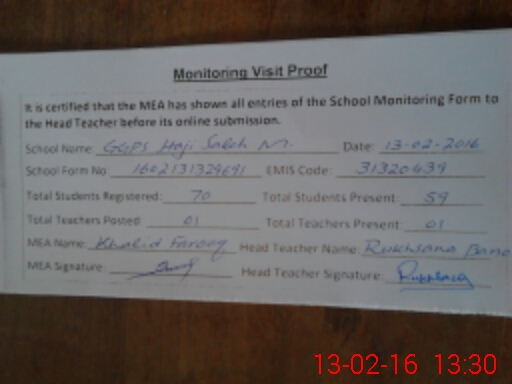 Monitoring Visit Proof
It is certified that the MEA has shown all entries of the School Monitoring Form to
the Head Teacher before its online submission.
School Name: GGPS Haji Saleh M. Date: 13-02-2016
School Form No: 1602131329691 EMIS Code: 31320439
Total Students Registered: 70 Total Students Present: 59
Total Teachers Posted: 01 Total Teachers Present: 01
MEA Name: Khalid Farooq Head Teacher Name: Rukhsana Bano
MEA Signature: Head Teacher Signature:
13-02-16 13:30